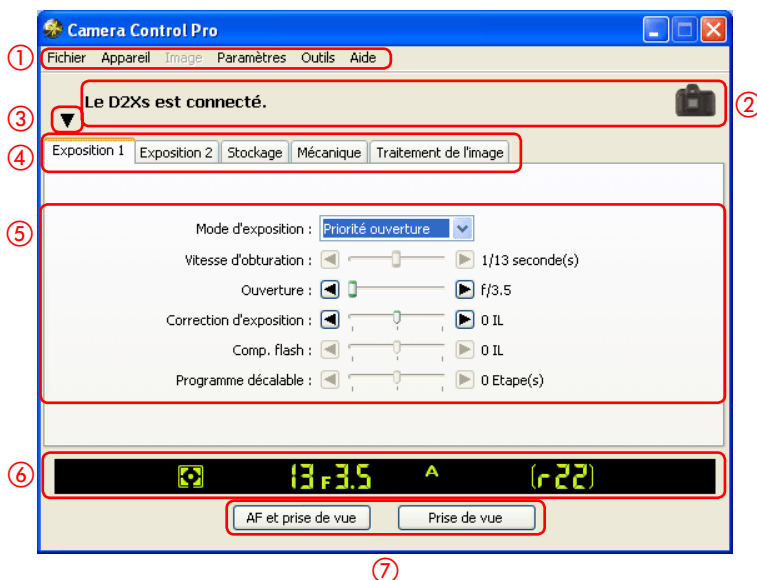 Camera Control Pro
① Fichier Appareil Image Paramètres Outils Aide
Le D2Xs est connecté. ②
③ ▼
④ Exposition 1 Exposition 2 Stockage Mécanique Traitement de l'image
⑤ Mode d'exposition : Priorité ouverture
Vitesse d'obturation : 1/13 seconde(s)
Ouverture : f/3.5
Correction d'exposition : 0 IL
Comp. flash : 0 IL
Programme décalable : 0 Etape(s)
⑥ 13 F3.5 A (r22)
AF et prise de vue Prise de vue
⑦